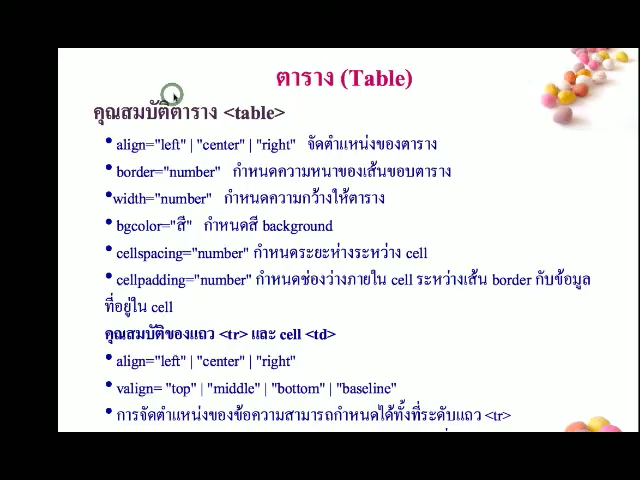 ตาราง (Table)
คุณสมบัติตาราง <table>
• align="left" | "center" | "right" จัดตำแหน่งของตาราง
• border="number" กำหนดความหนาของเส้นขอบตาราง
•width="number" กำหนดความกว้างให้ตาราง
• bgcolor="สี" กำหนดสี background
• cellspacing="number" กำหนดระยะห่างระหว่าง cell
• cellpadding="number" กำหนดช่องว่างภายใน cell ระหว่างเส้น border กับข้อมูล
ที่อยู่ใน cell
คุณสมบัติของแถว <tr> และ cell <td>
• align="left" | "center" | "right"
• valign= "top" | "middle" | "bottom" | "baseline"
• การจัดตำแหน่งของข้อความสามารถกำหนดได้ทั้งที่ระดับแถว <tr>